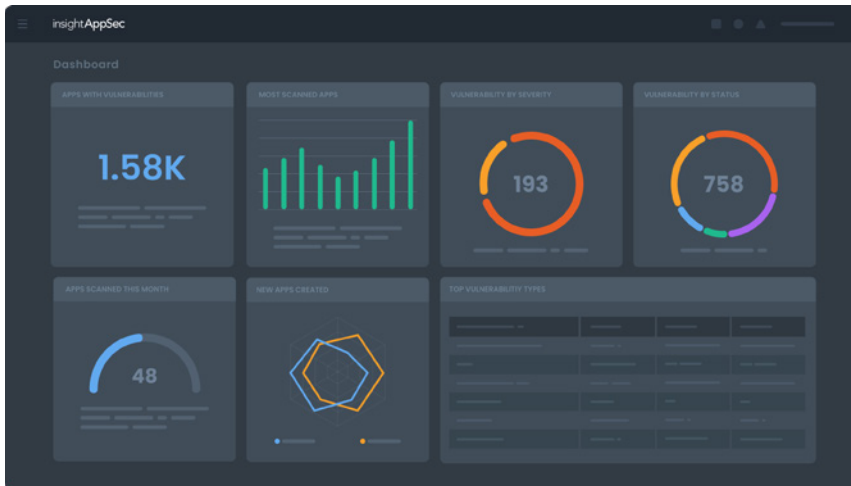 insightAppSec
Dashboard
APPS WITH VULNERABILITIES
1.58K
MOST SCANNED APPS
VULNERABILITY BY SEVERITY
193
VULNERABILITY BY STATUS
758
APPS SCANNED THIS MONTH
48
NEW APPS CREATED
TOP VULNERABILITIY TYPES